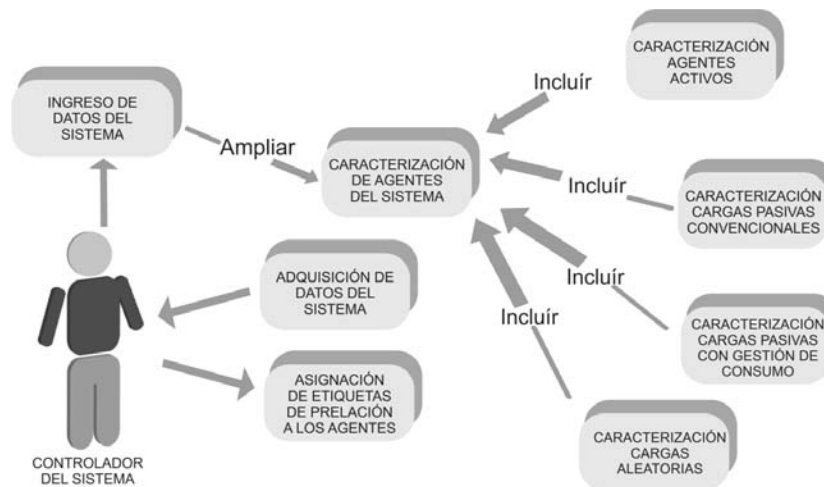 CARACTERIZACIÓN
AGENTES
ACTIVOS
Incluír
INGRESO DE
DATOS DEL
SISTEMA
Ampliar
CARACTERIZACIÓN
DE AGENTES
DEL SISTEMA
Incluír
CARACTERIZACIÓN
CARGAS PASIVAS
CONVENCIONALES
ADQUISICIÓN DE
DATOS DEL
SISTEMA
Incluír
Incluír
CARACTERIZACIÓN
CARGAS PASIVAS
CON GESTIÓN DE
CONSUMO
ASIGNACIÓN
DE ETIQUETAS
DE PRELACIÓN
A LOS AGENTES
CARACTERIZACIÓN
CARGAS
ALEATORIAS
CONTROLADOR
DEL SISTEMA